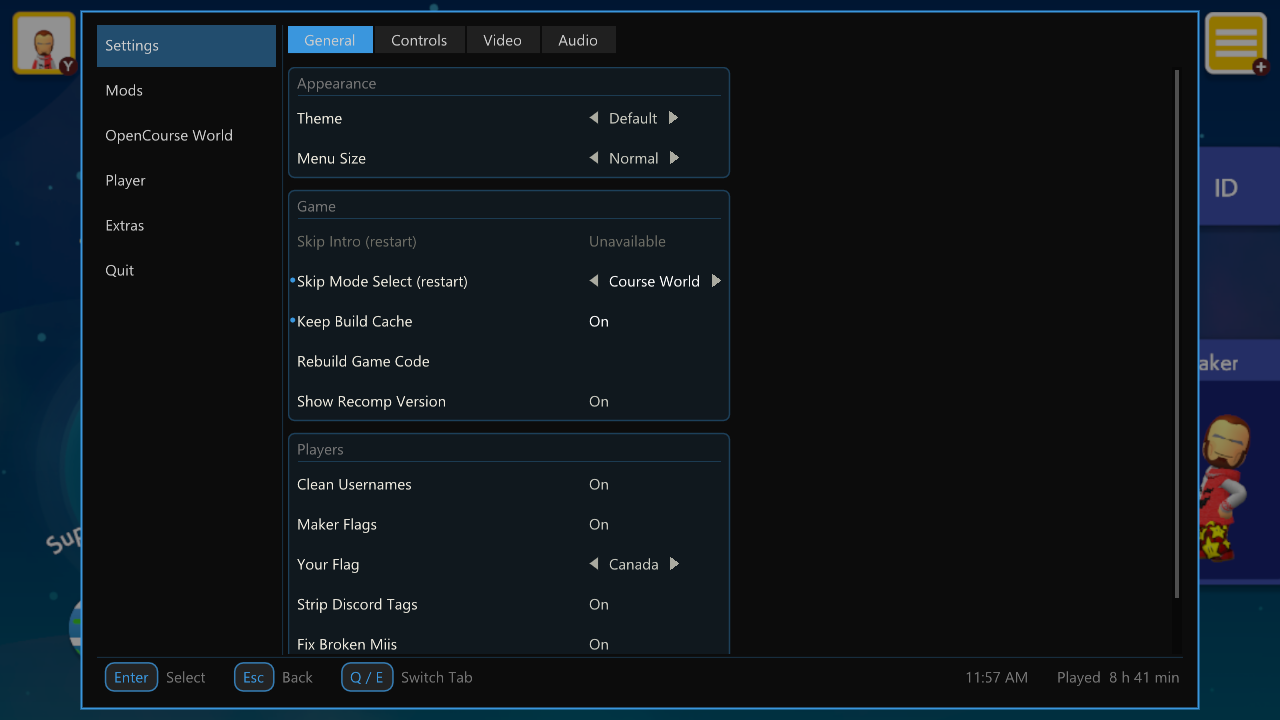 Settings
Mods
OpenCourse World
Player
Extras
Quit
General Controls Video Audio
Appearance
Theme Default
Menu Size Normal
Game
Skip Intro (restart) Unavailable
Skip Mode Select (restart) Course World
Keep Build Cache On
Rebuild Game Code
Show Recomp Version On
Players
Clean Usernames On
Maker Flags On
Your Flag Canada
Strip Discord Tags On
Fix Broken Miis On
Enter Select Esc Back Q / E Switch Tab 11:57 AM Played 8 h 41 min
Y
ID
aker
Sup